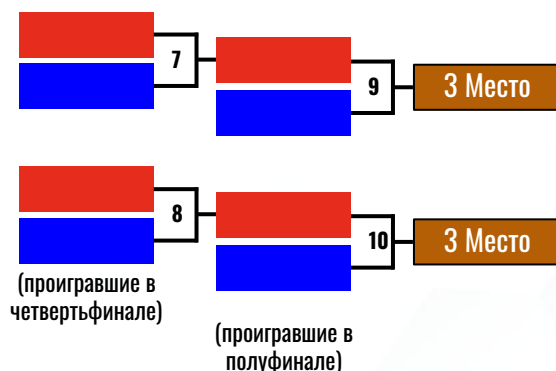 7
9
3 Место
8
10
3 Место
(проигравшие в
четвертьфинале)
(проигравшие в
полуфинале)